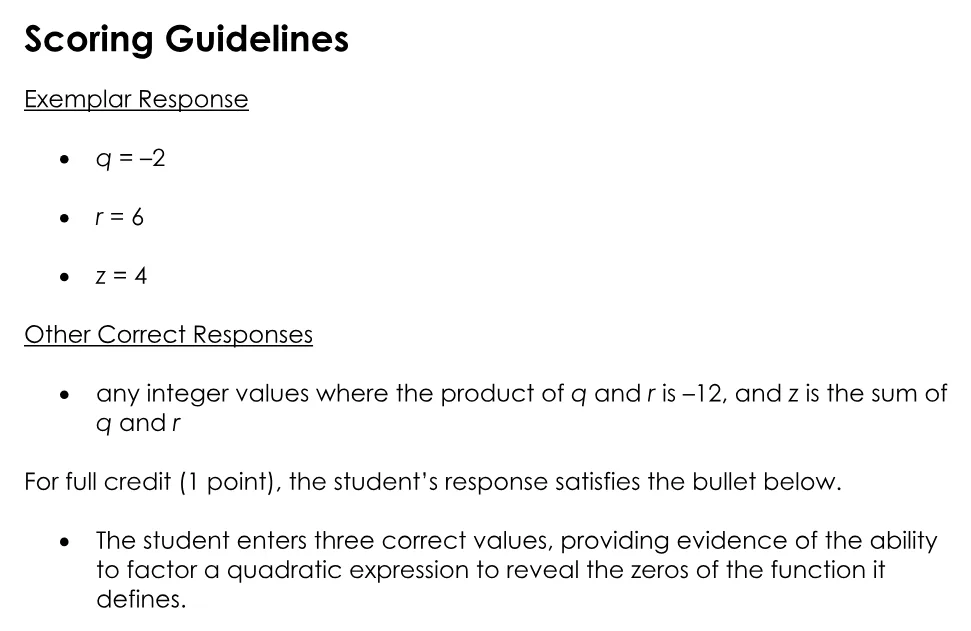 Scoring Guidelines
Exemplar Response
• q = –2
• r = 6
• z = 4
Other Correct Responses
• any integer values where the product of q and r is –12, and z is the sum of
q and r
For full credit (1 point), the student’s response satisfies the bullet below.
• The student enters three correct values, providing evidence of the ability
to factor a quadratic expression to reveal the zeros of the function it
defines.